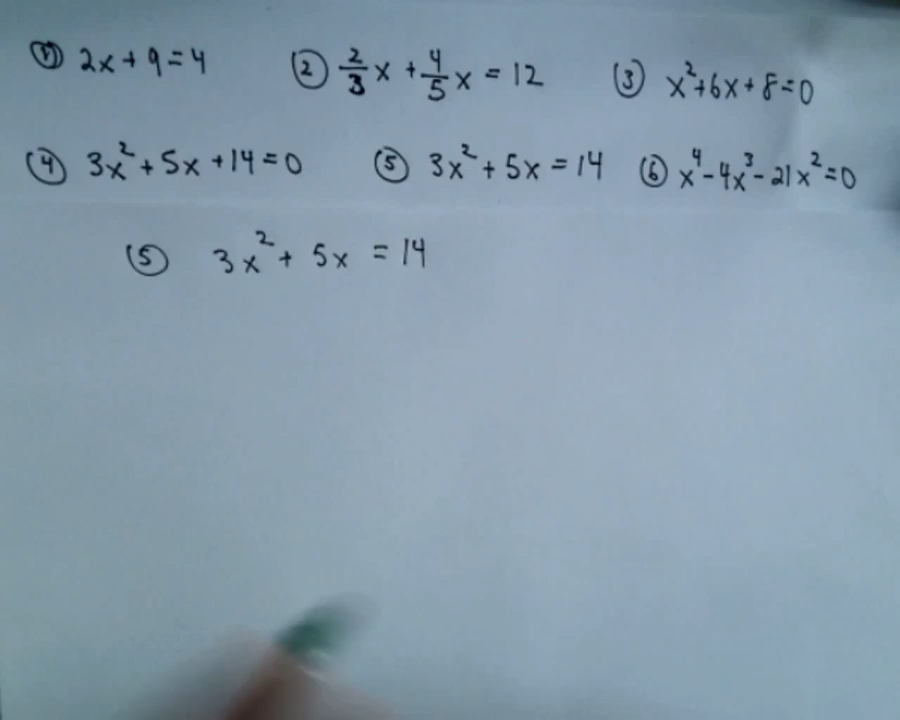 ① 2x + 9 = 4 ② 2/3 x + 4/5 x = 12 ③ x² + 6x + 8 = 0
④ 3x² + 5x + 14 = 0 ⑤ 3x² + 5x = 14 ⑥ x⁴ - 4x³ - 21x² = 0
⑤ 3x² + 5x = 14